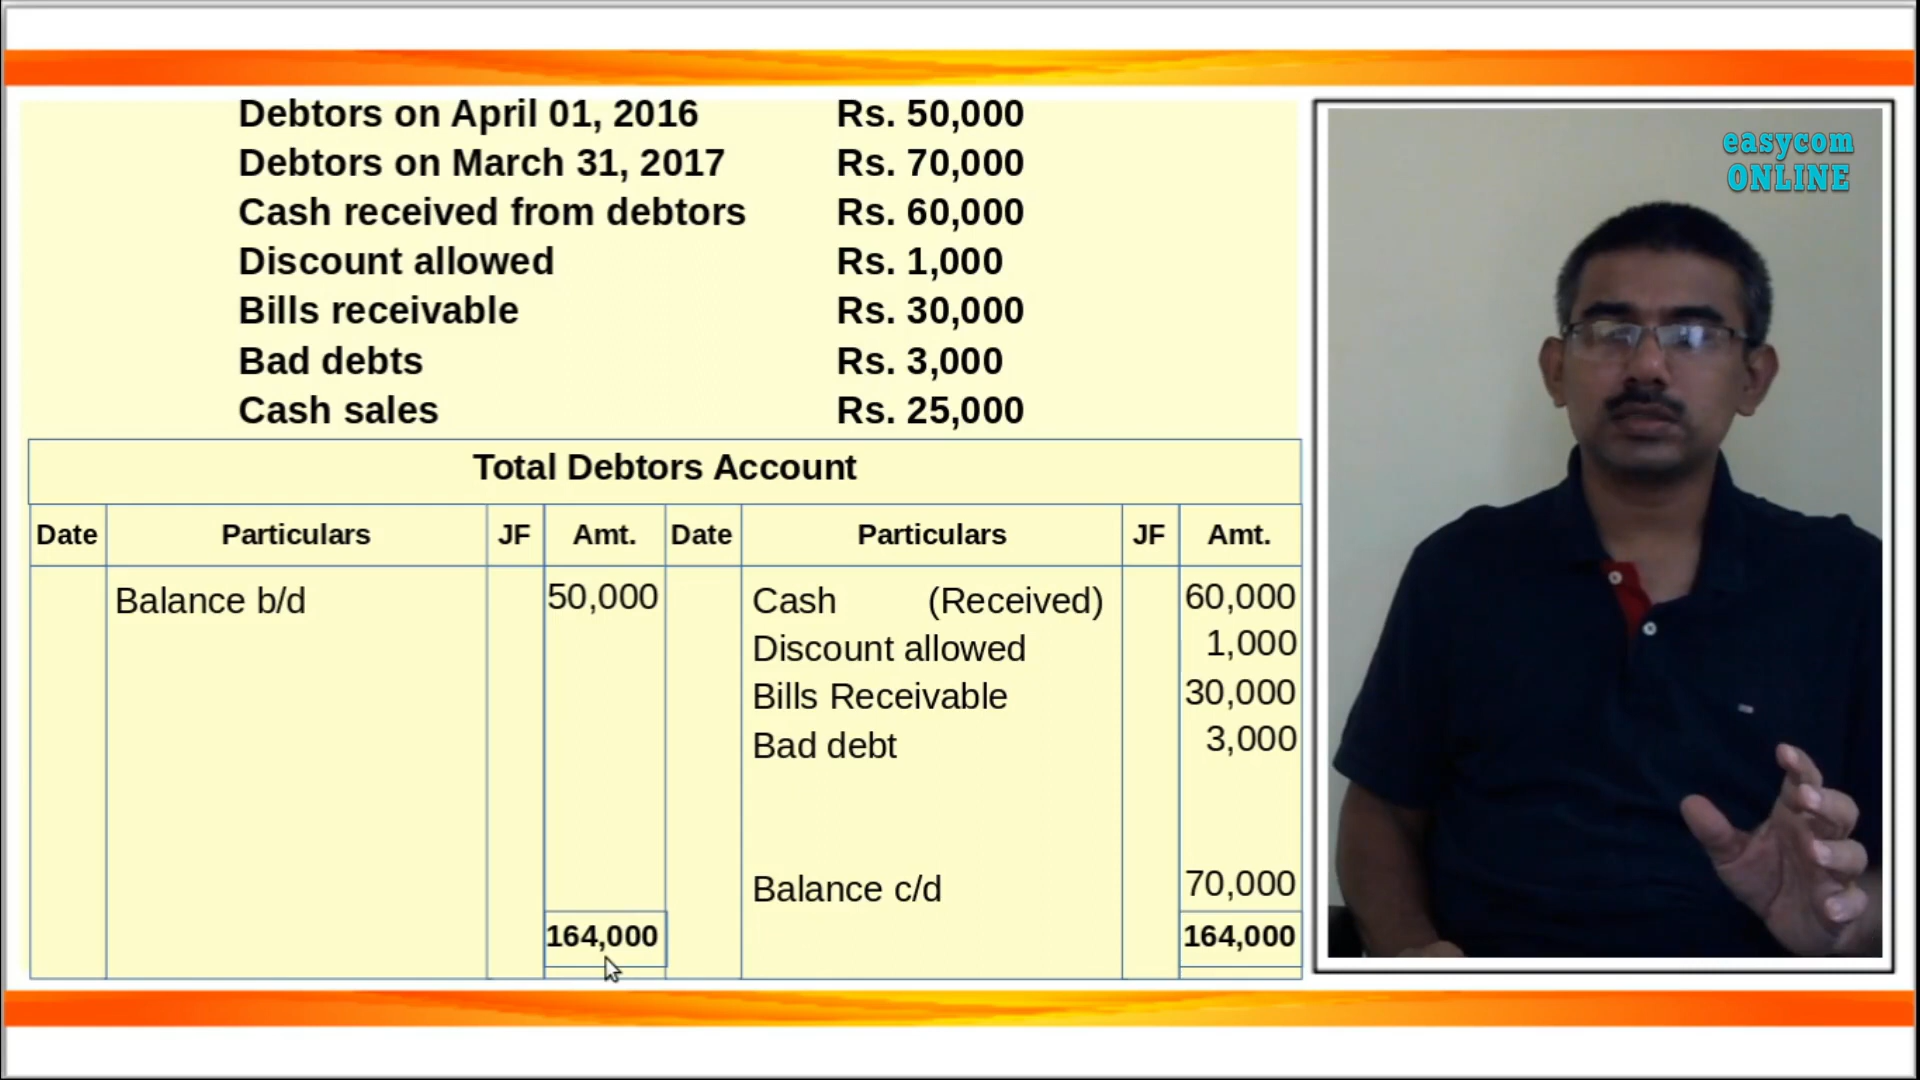 Debtors on April 01, 2016 Rs. 50,000
Debtors on March 31, 2017 Rs. 70,000
Cash received from debtors Rs. 60,000
Discount allowed Rs. 1,000
Bills receivable Rs. 30,000
Bad debts Rs. 3,000
Cash sales Rs. 25,000
Total Debtors Account
Date Particulars JF Amt. Date Particulars JF Amt.
Balance b/d 50,000 Cash (Received) 60,000
Discount allowed 1,000
Bills Receivable 30,000
Bad debt 3,000
Balance c/d 70,000
164,000 164,000
easycom
ONLINE